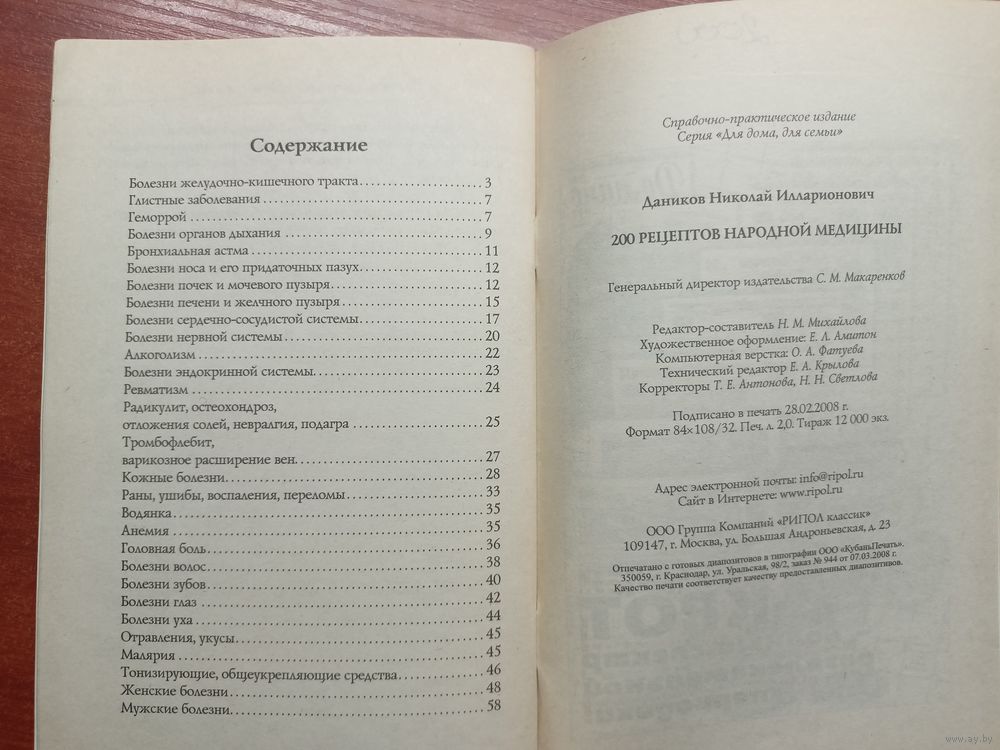 Содержание
Болезни желудочно-кишечного тракта 3
Глистные заболевания 7
Геморрой 7
Болезни органов дыхания 9
Бронхиальная астма 11
Болезни носа и его придаточных пазух 12
Болезни почек и мочевого пузыря 12
Болезни печени и желчного пузыря 15
Болезни сердечно-сосудистой системы 17
Болезни нервной системы 20
Алкоголизм 22
Болезни эндокринной системы 23
Ревматизм 24
Радикулит, остеохондроз,
отложения солей, невралгия, подагра 25
Тромбофлебит,
варикозное расширение вен 27
Кожные болезни 28
Раны, ушибы, воспаления, переломы 33
Водянка 35
Анемия 35
Головная боль 36
Болезни волос 38
Болезни зубов 40
Болезни глаз 42
Болезни уха 44
Отравления, укусы 45
Малярия 45
Тонизирующие, общеукрепляющие средства 46
Женские болезни 48
Мужские болезни 58
Справочно-практическое издание
Серия «Для дома, для семьи»
Даников Николай Илларионович
200 РЕЦЕПТОВ НАРОДНОЙ МЕДИЦИНЫ
Генеральный директор издательства С. М. Макаренков
Редактор-составитель Н. М. Михайлова
Художественное оформление: Е. Л. Амитон
Компьютерная верстка: О. А. Фатуева
Технический редактор Е. А. Крылова
Корректоры Т. Е. Антонова, Н. Н. Светлова
Подписано в печать 28.02.2008 г.
Формат 84×108/32. Печ. л. 2,0. Тираж 12 000 экз.
Адрес электронной почты: info@ripol.ru
Сайт в Интернете: www.ripol.ru
ООО Группа Компаний «РИПОЛ классик»
109147, г. Москва, ул. Большая Андроньевская, д. 23
Отпечатано с готовых диапозитовов в типографии ООО «КубаньПечать».
350059, г. Краснодар, ул. Уральская, 98/2, заказ № 944 от 07.03.2008 г.
Качество печати соответствует качеству предоставленных диапозитивов.
www.ay.by